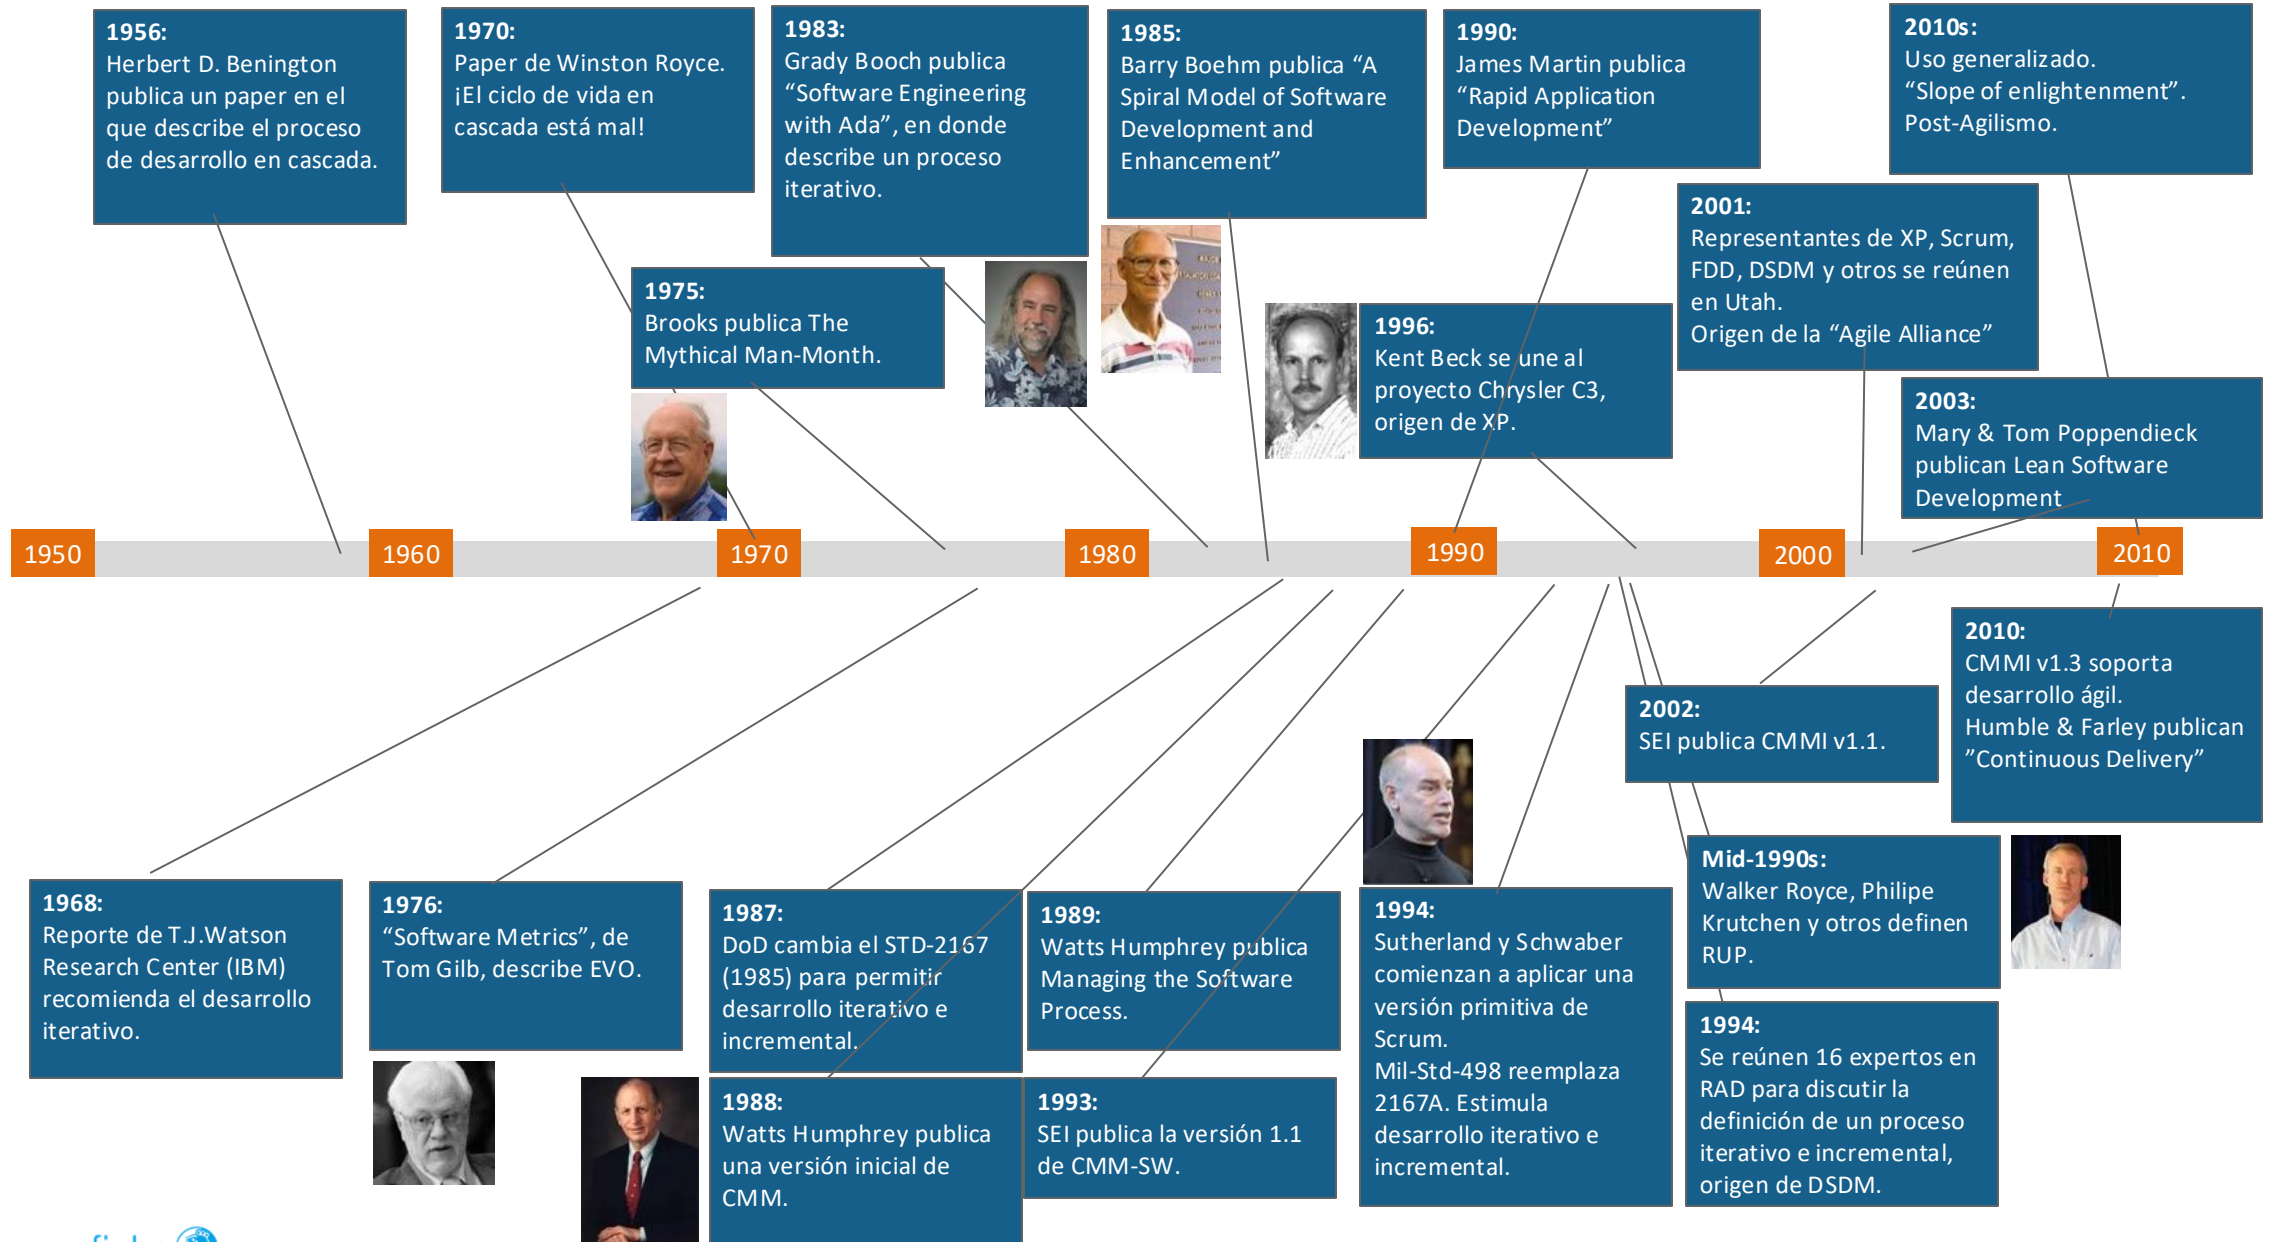 1956:
Herbert D. Benington
publica un paper en el
que describe el proceso
de desarrollo en cascada.
1970:
Paper de Winston Royce.
¡El ciclo de vida en
cascada está mal!
1983:
Grady Booch publica
“Software Engineering
with Ada”, en donde
describe un proceso
iterativo.
1985:
Barry Boehm publica “A
Spiral Model of Software
Development and
Enhancement”
1990:
James Martin publica
“Rapid Application
Development”
2010s:
Uso generalizado.
“Slope of enlightenment”.
Post-Agilismo.
1975:
Brooks publica The
Mythical Man-Month.
1996:
Kent Beck se une al
proyecto Chrysler C3,
origen de XP.
2001:
Representantes de XP, Scrum,
FDD, DSDM y otros se reúnen
en Utah.
Origen de la “Agile Alliance”
2003:
Mary & Tom Poppendieck
publican Lean Software
Development
1950
1960
1970
1980
1990
2000
2010
1968:
Reporte de T.J.Watson
Research Center (IBM)
recomienda el desarrollo
iterativo.
1976:
“Software Metrics”, de
Tom Gilb, describe EVO.
1987:
DoD cambia el STD-2167
(1985) para permitir
desarrollo iterativo e
incremental.
1988:
Watts Humphrey publica
una versión inicial de
CMM.
1989:
Watts Humphrey publica
Managing the Software
Process.
1993:
SEI publica la versión 1.1
de CMM-SW.
1994:
Sutherland y Schwaber
comienzan a aplicar una
versión primitiva de
Scrum.
Mil-Std-498 reemplaza
2167A. Estimula
desarrollo iterativo e
incremental.
2002:
SEI publica CMMI v1.1.
Mid-1990s:
Walker Royce, Philipe
Krutchen y otros definen
RUP.
1994:
Se reúnen 16 expertos en
RAD para discutir la
definición de un proceso
iterativo e incremental,
origen de DSDM.
2010:
CMMI v1.3 soporta
desarrollo ágil.
Humble & Farley publican
”Continuous Delivery”